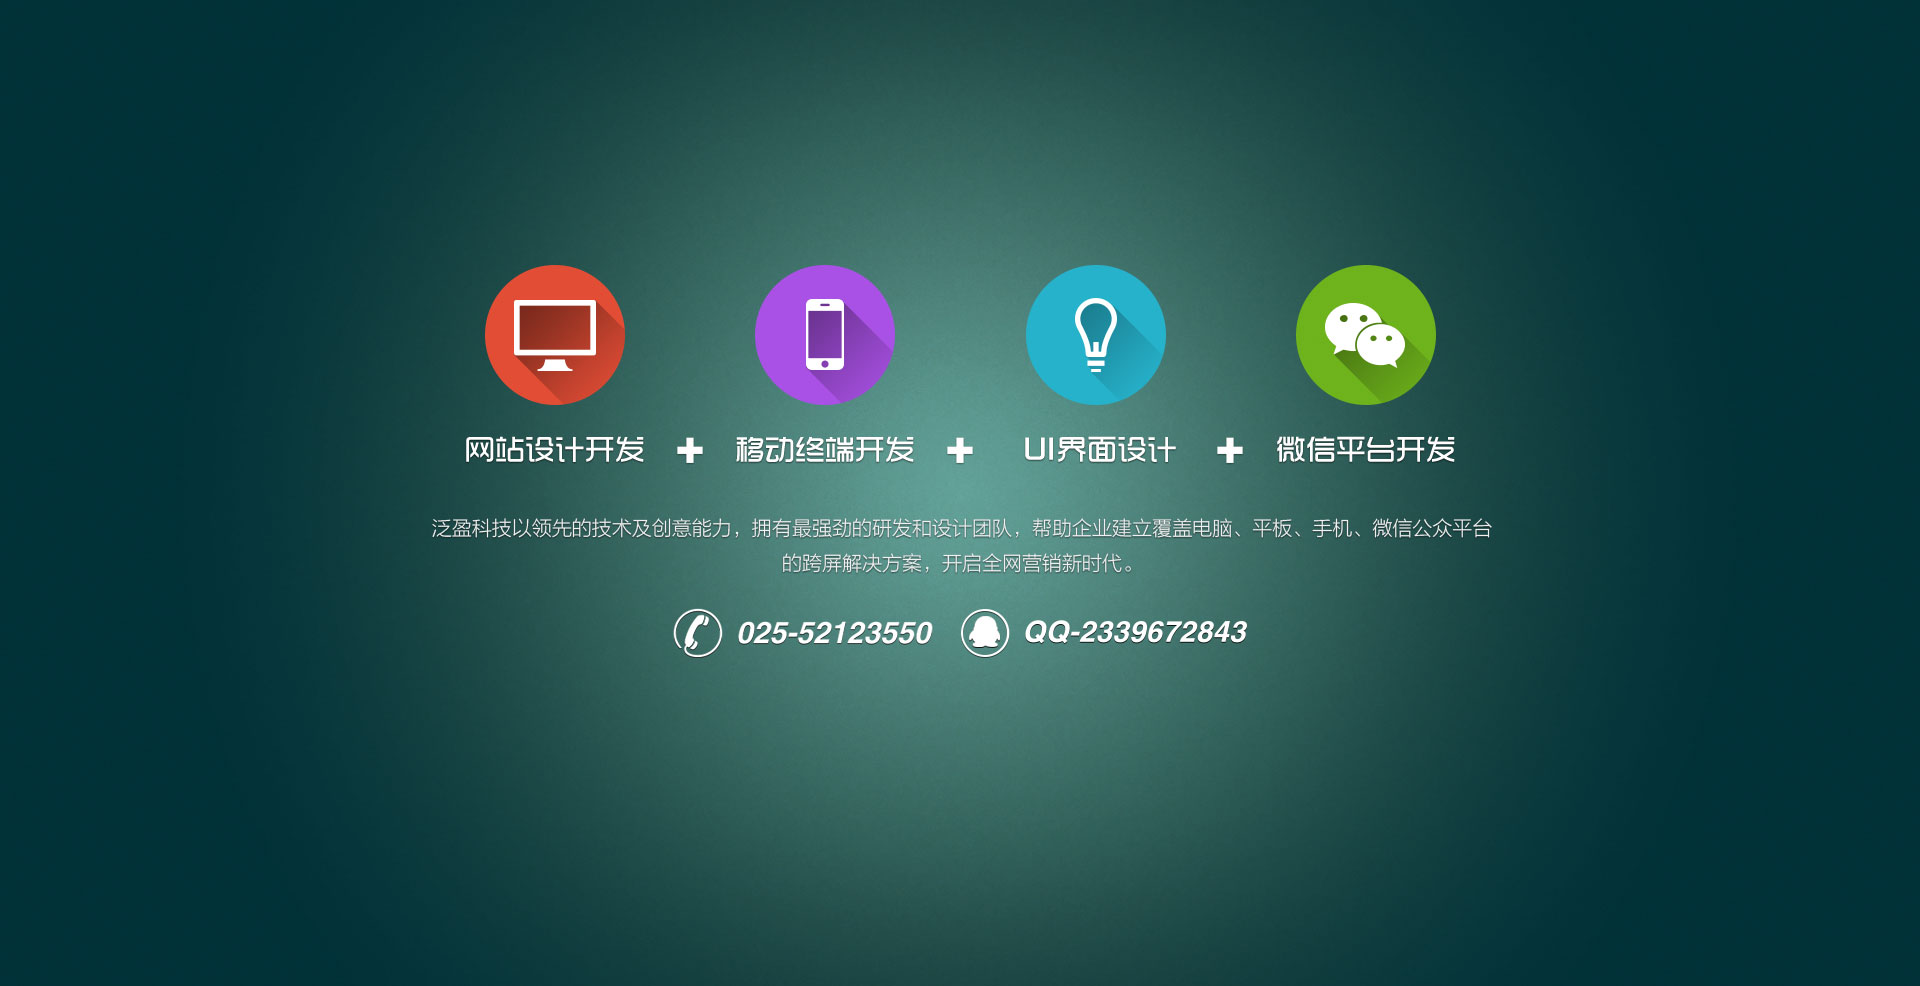 网站设计开发 + 移动终端开发 + UI界面设计 + 微信平台开发
泛盈科技以领先的技术及创意能力，拥有最强劲的研发和设计团队，帮助企业建立覆盖电脑、平板、手机、微信公众平台
的跨屏解决方案，开启全网营销新时代。
025-52123550 QQ-2339672843